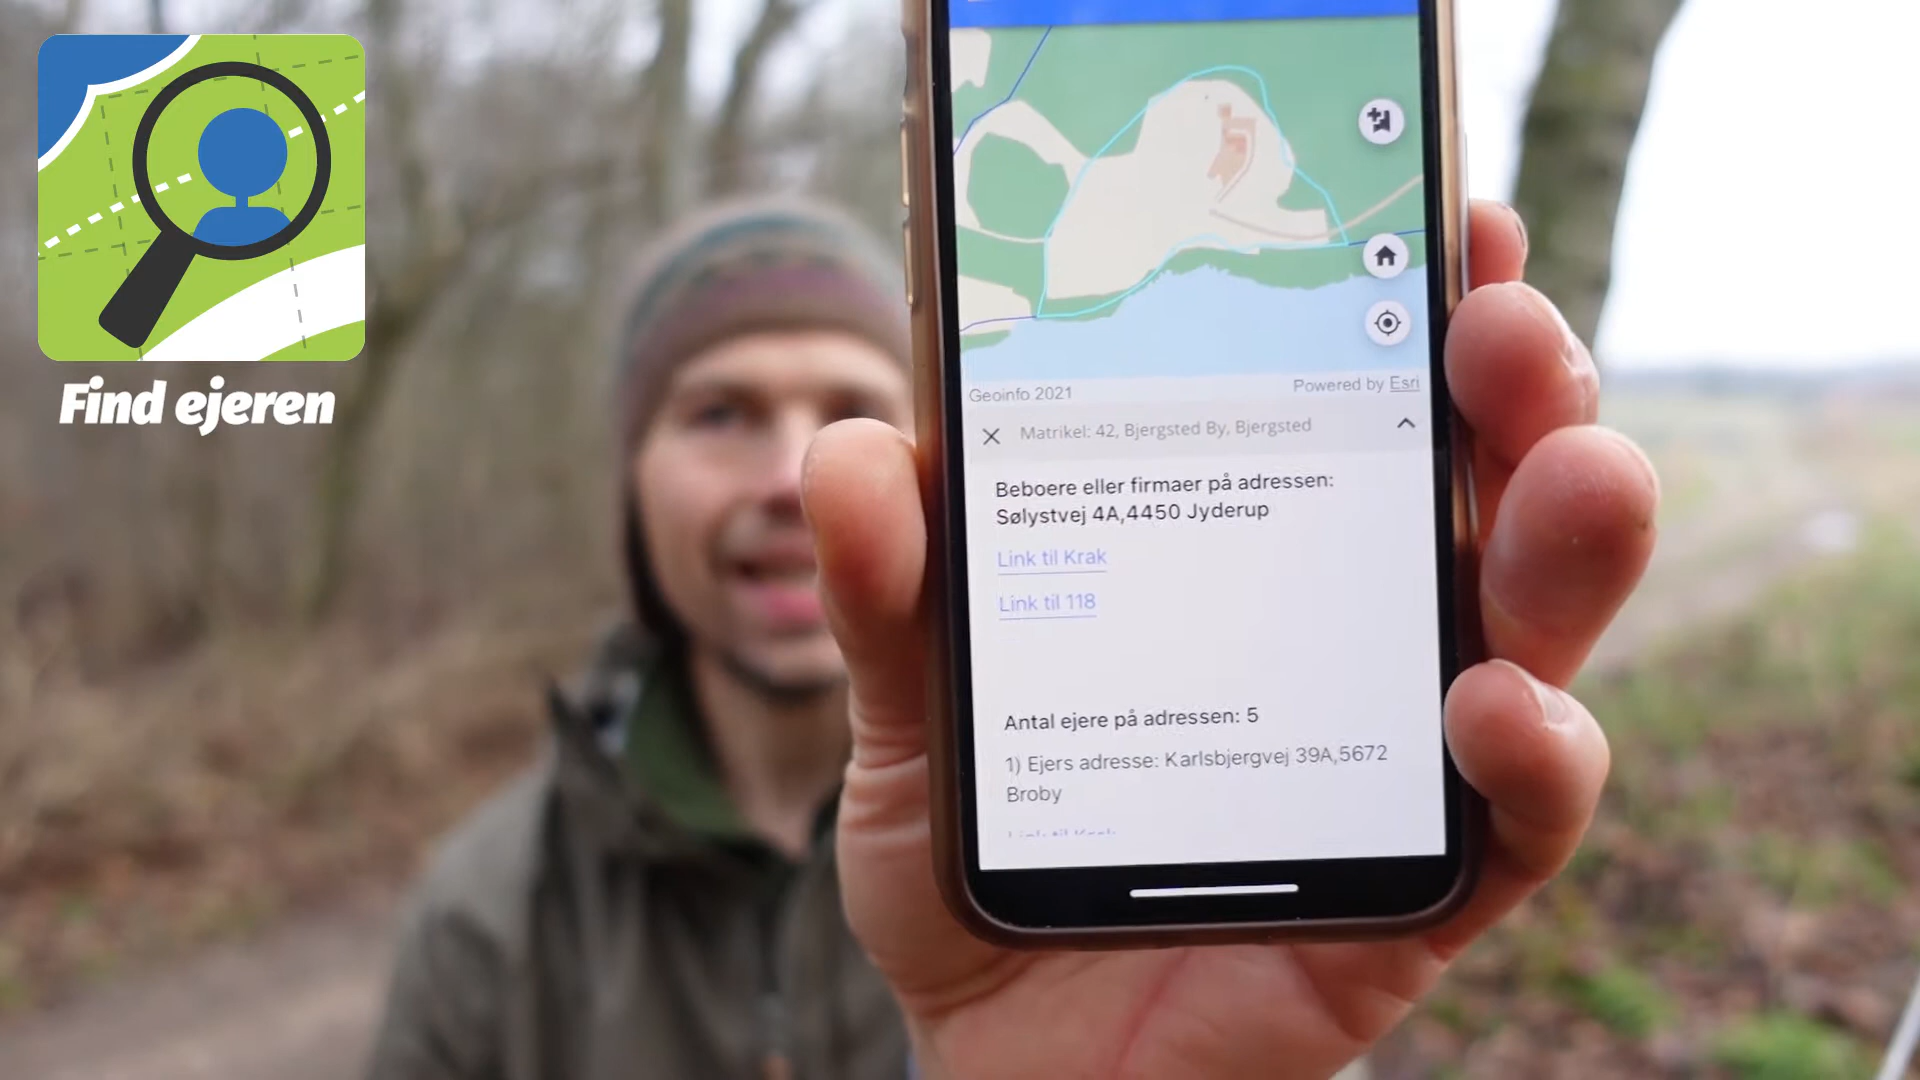 Find ejeren
Geoinfo 2021
Powered by Esri
Matrikel: 42, Bjergsted By, Bjergsted
Beboere eller firmaer på adressen:
Sølystvej 4A,4450 Jyderup
Link til Krak
Link til 118
Antal ejere på adressen: 5
1) Ejers adresse: Karlsbjergvej 39A,5672
Broby